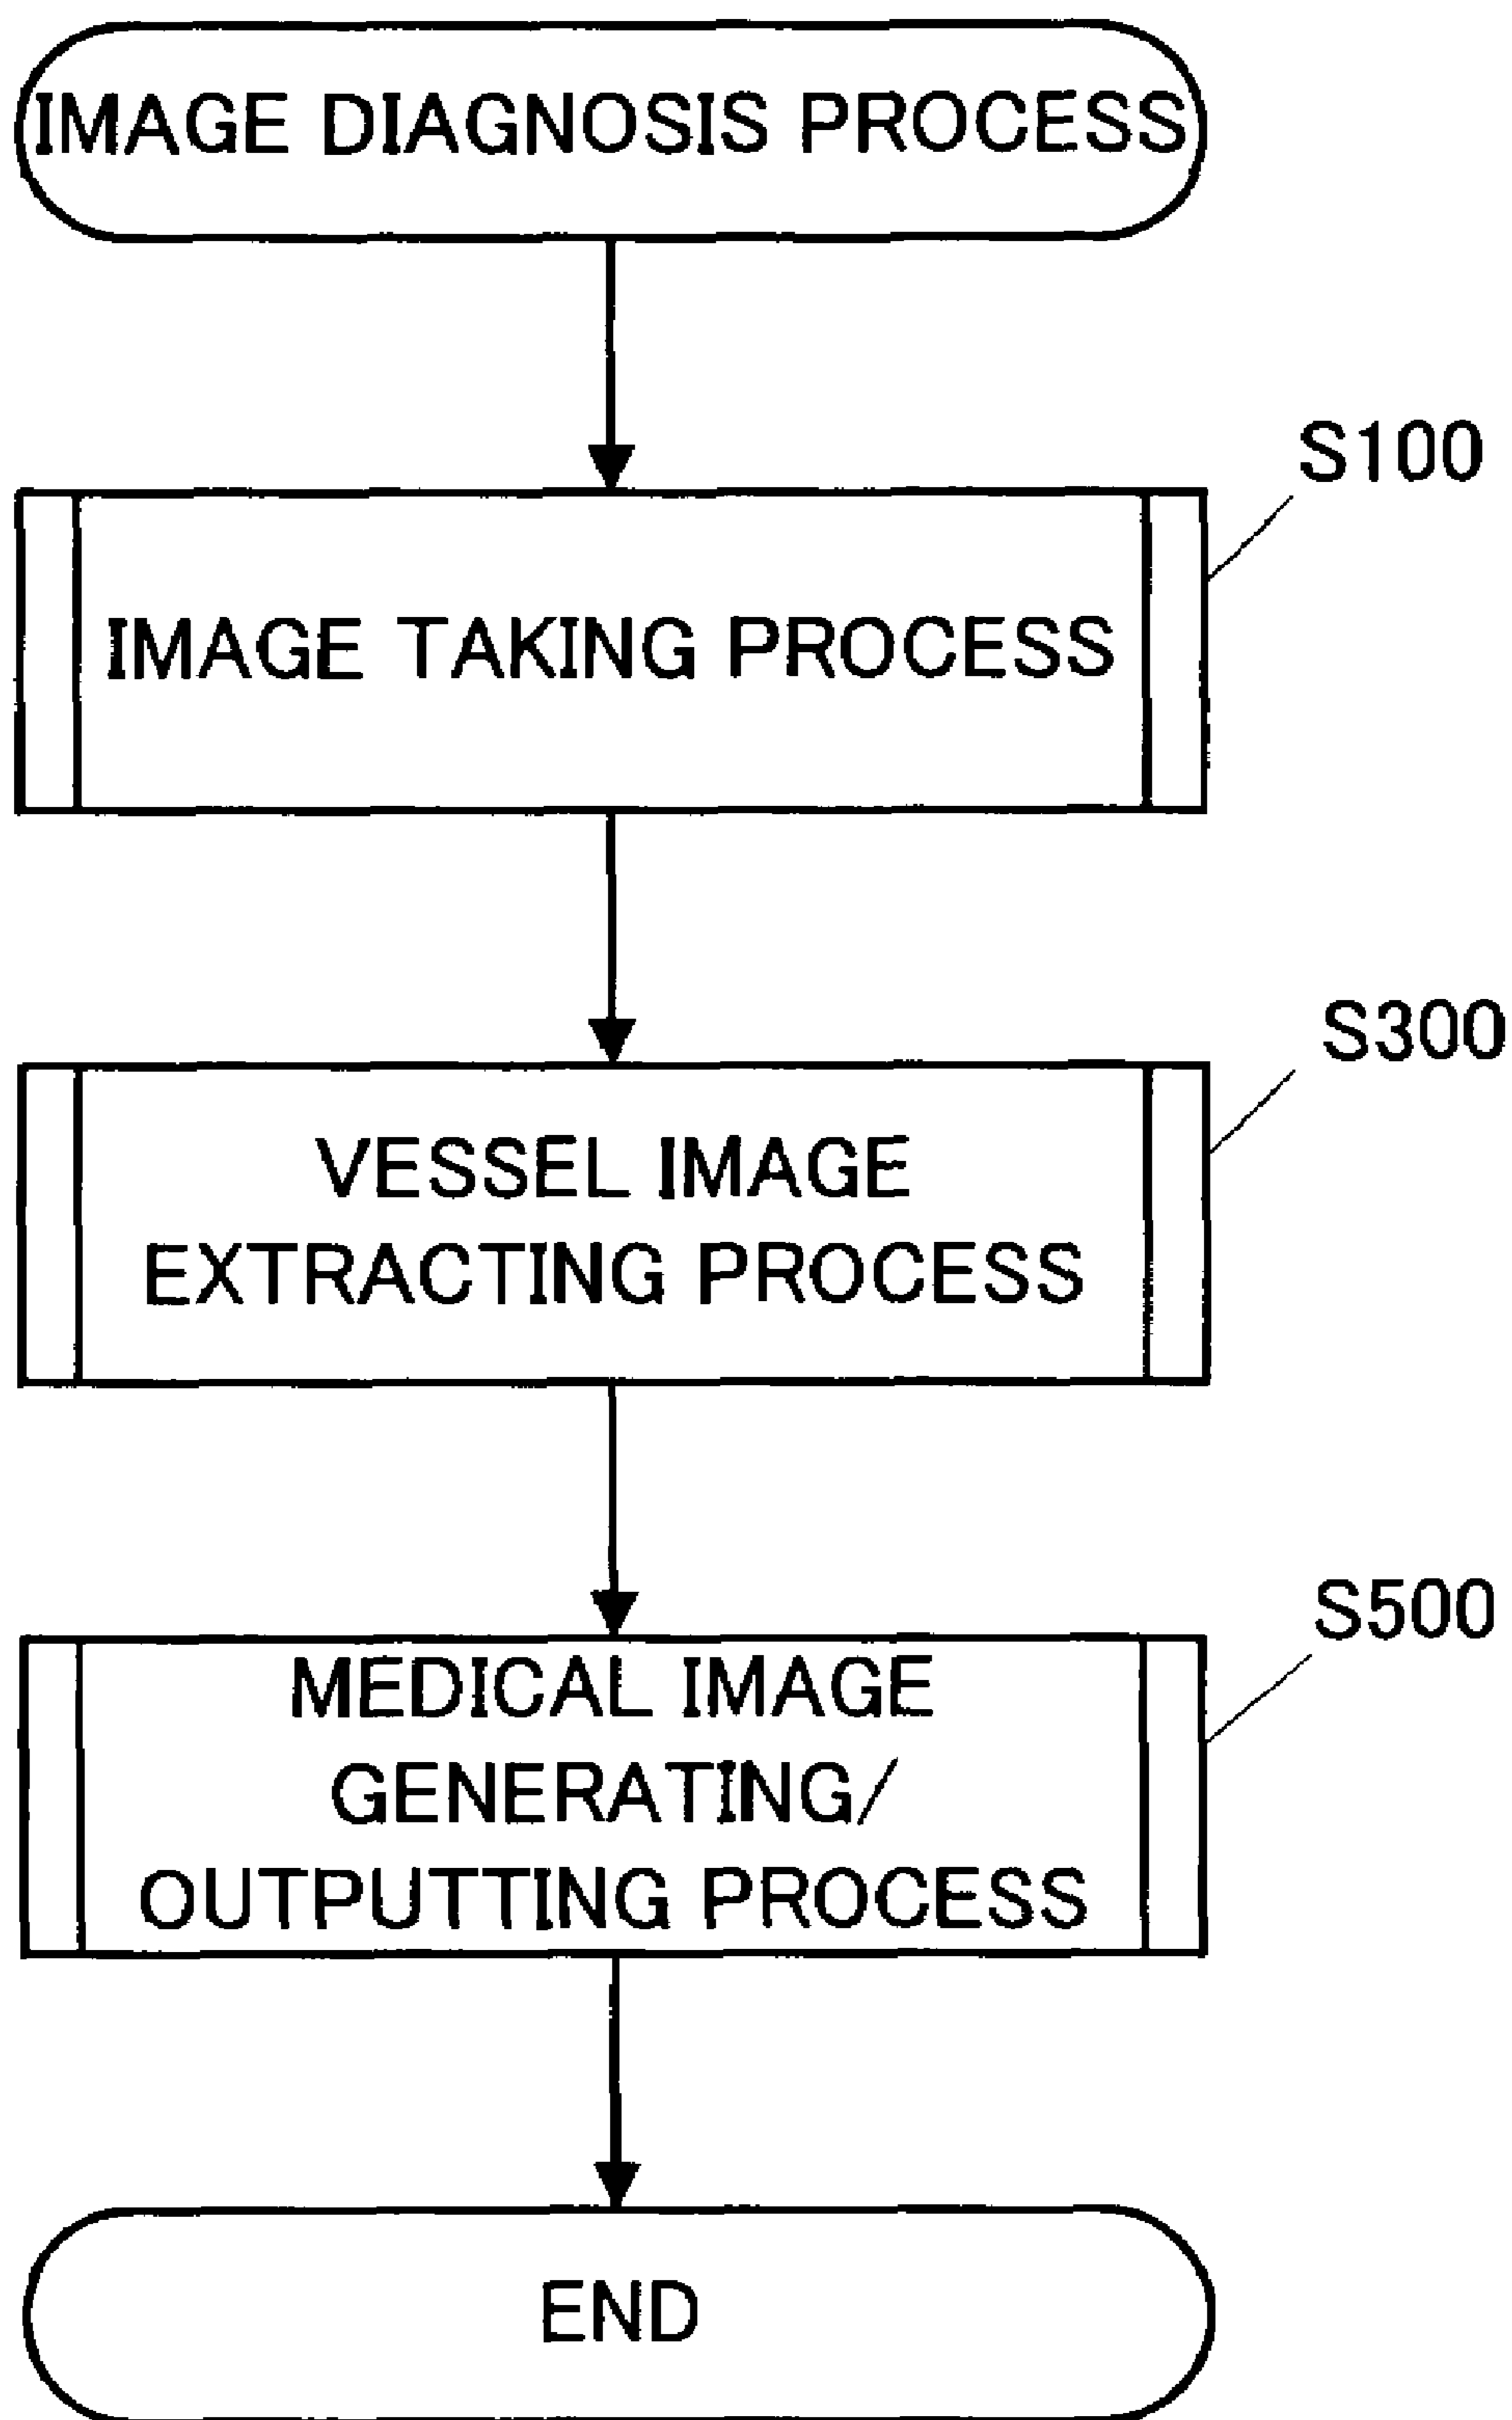 IMAGE DIAGNOSIS PROCESS
S100
IMAGE TAKING PROCESS
S300
VESSEL IMAGE
EXTRACTING PROCESS
S500
MEDICAL IMAGE
GENERATING/
OUTPUTTING PROCESS
END